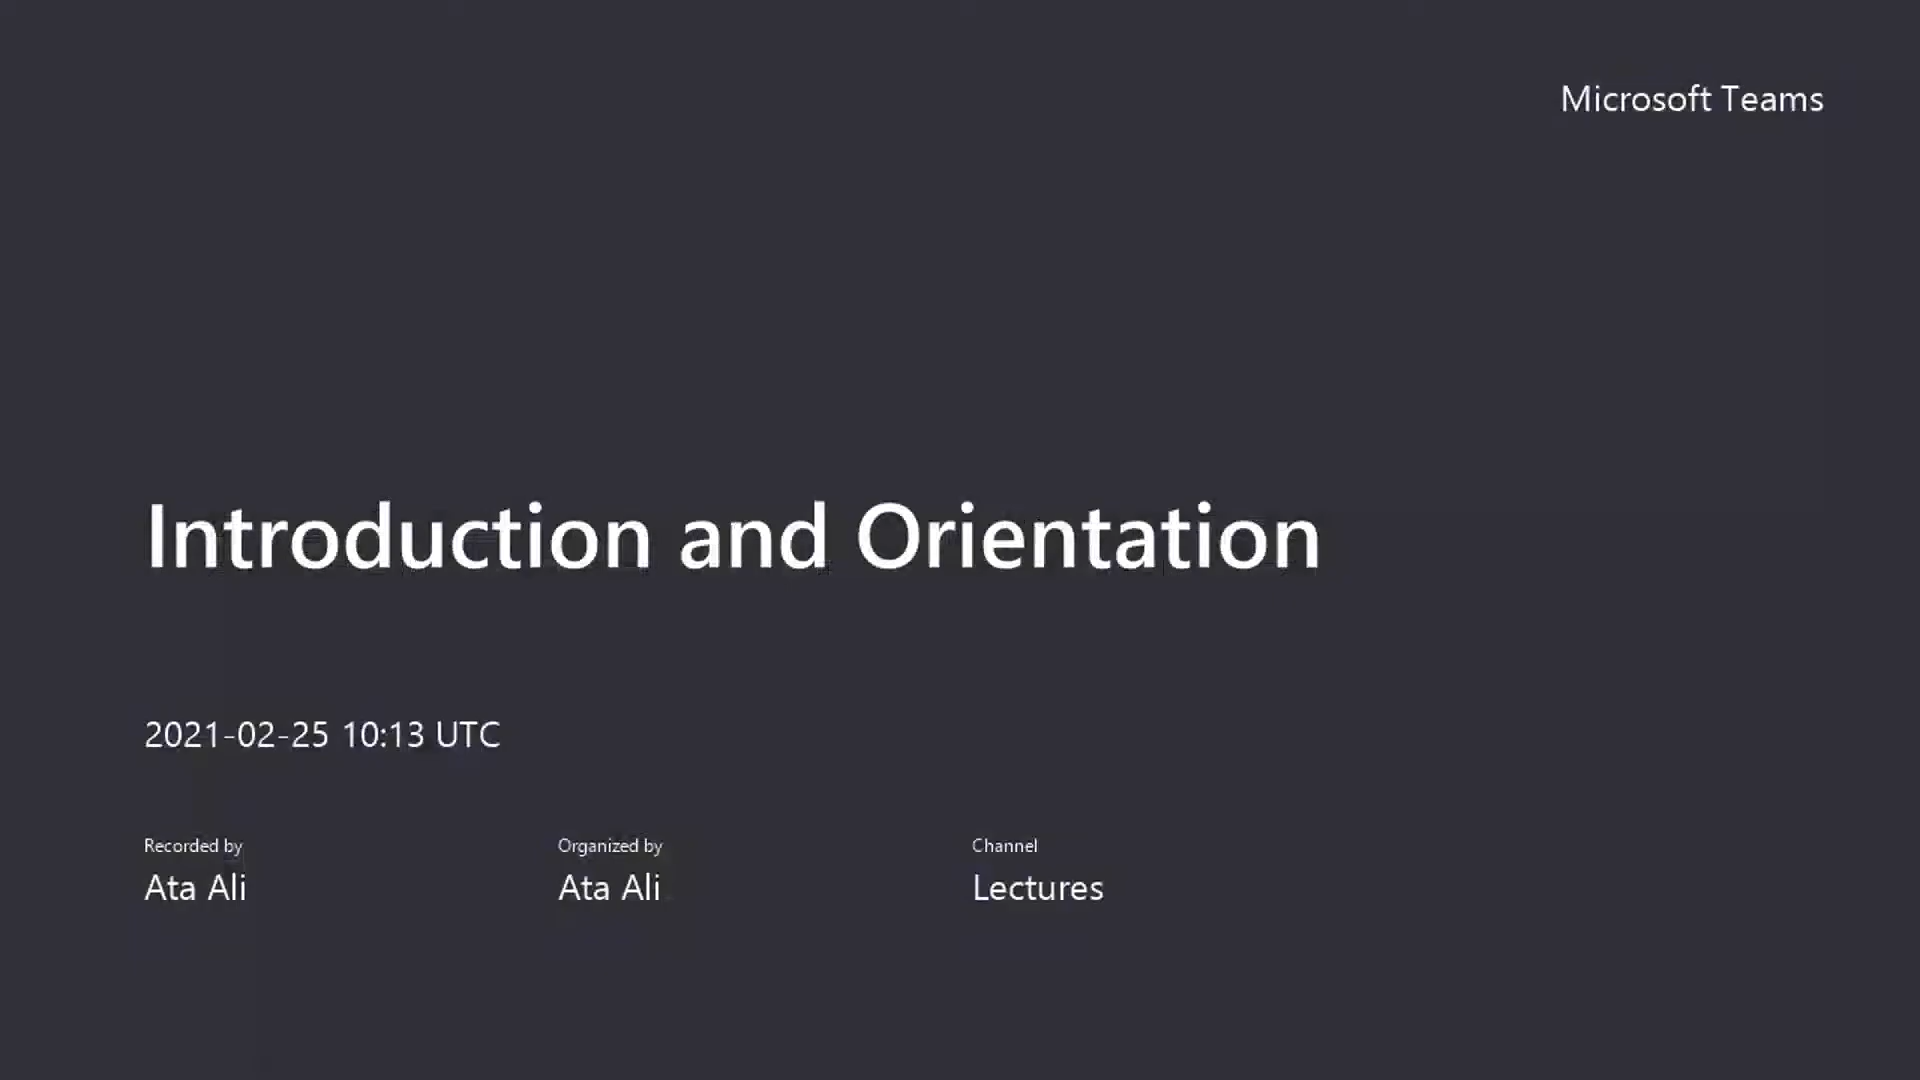 Microsoft Teams
Introduction and Orientation
2021-02-25 10:13 UTC
Recorded by
Ata Ali
Organized by
Ata Ali
Channel
Lectures